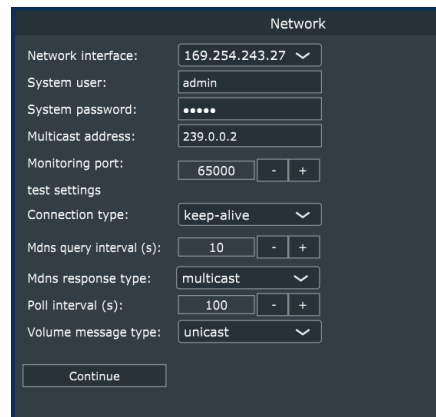 Network
Network interface: 169.254.243.27
System user: admin
System password: •••••
Multicast address: 239.0.0.2
Monitoring port: 65000 - +
test settings
Connection type: keep-alive
Mdns query interval (s): 10 - +
Mdns response type: multicast
Poll interval (s): 100 - +
Volume message type: unicast
Continue